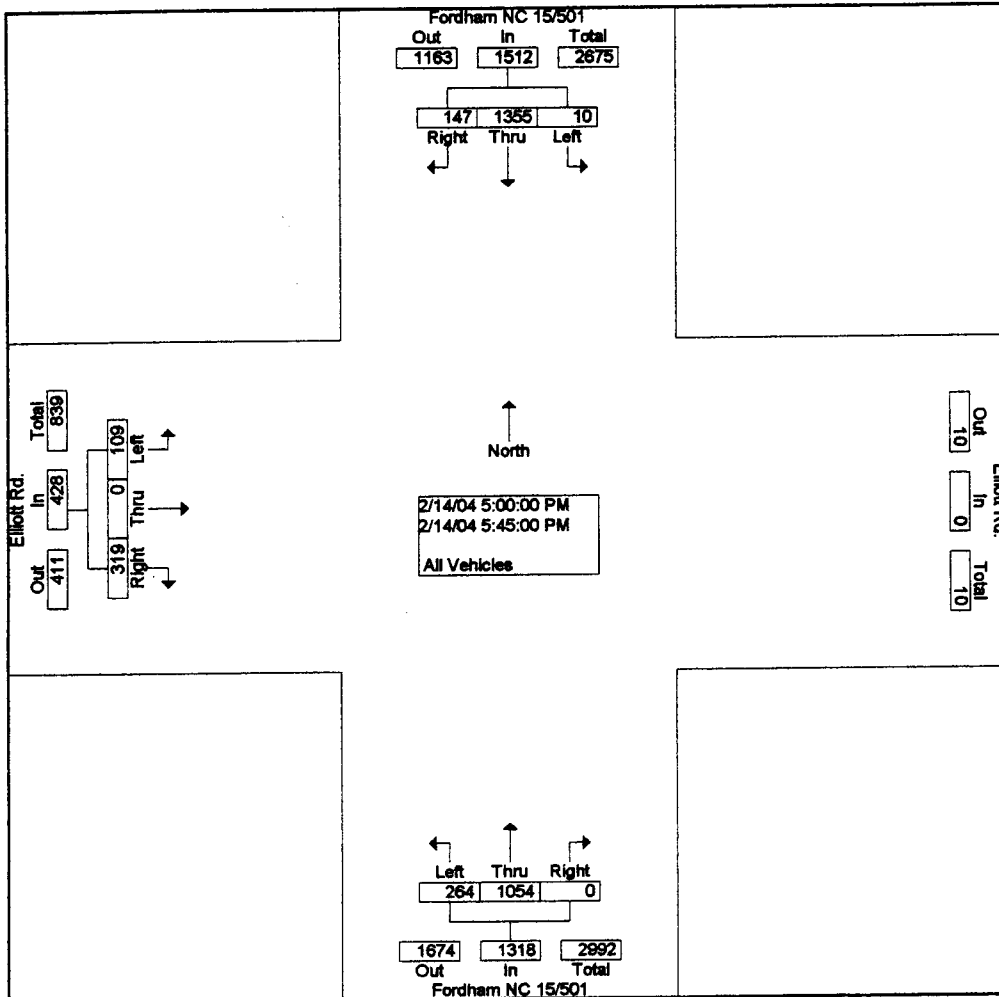 Fordham NC 15/501
Out In Total
1163 1512 2675
147 1355 10
Right Thru Left
North
2/14/04 5:00:00 PM
2/14/04 5:45:00 PM
All Vehicles
Elliott Rd.
Out In Total
411 428 839
109 0 319
Left Thru Right
Out In Total
10 0 10
Left Thru Right
264 1054 0
1674 1318 2992
Out In Total
Fordham NC 15/501